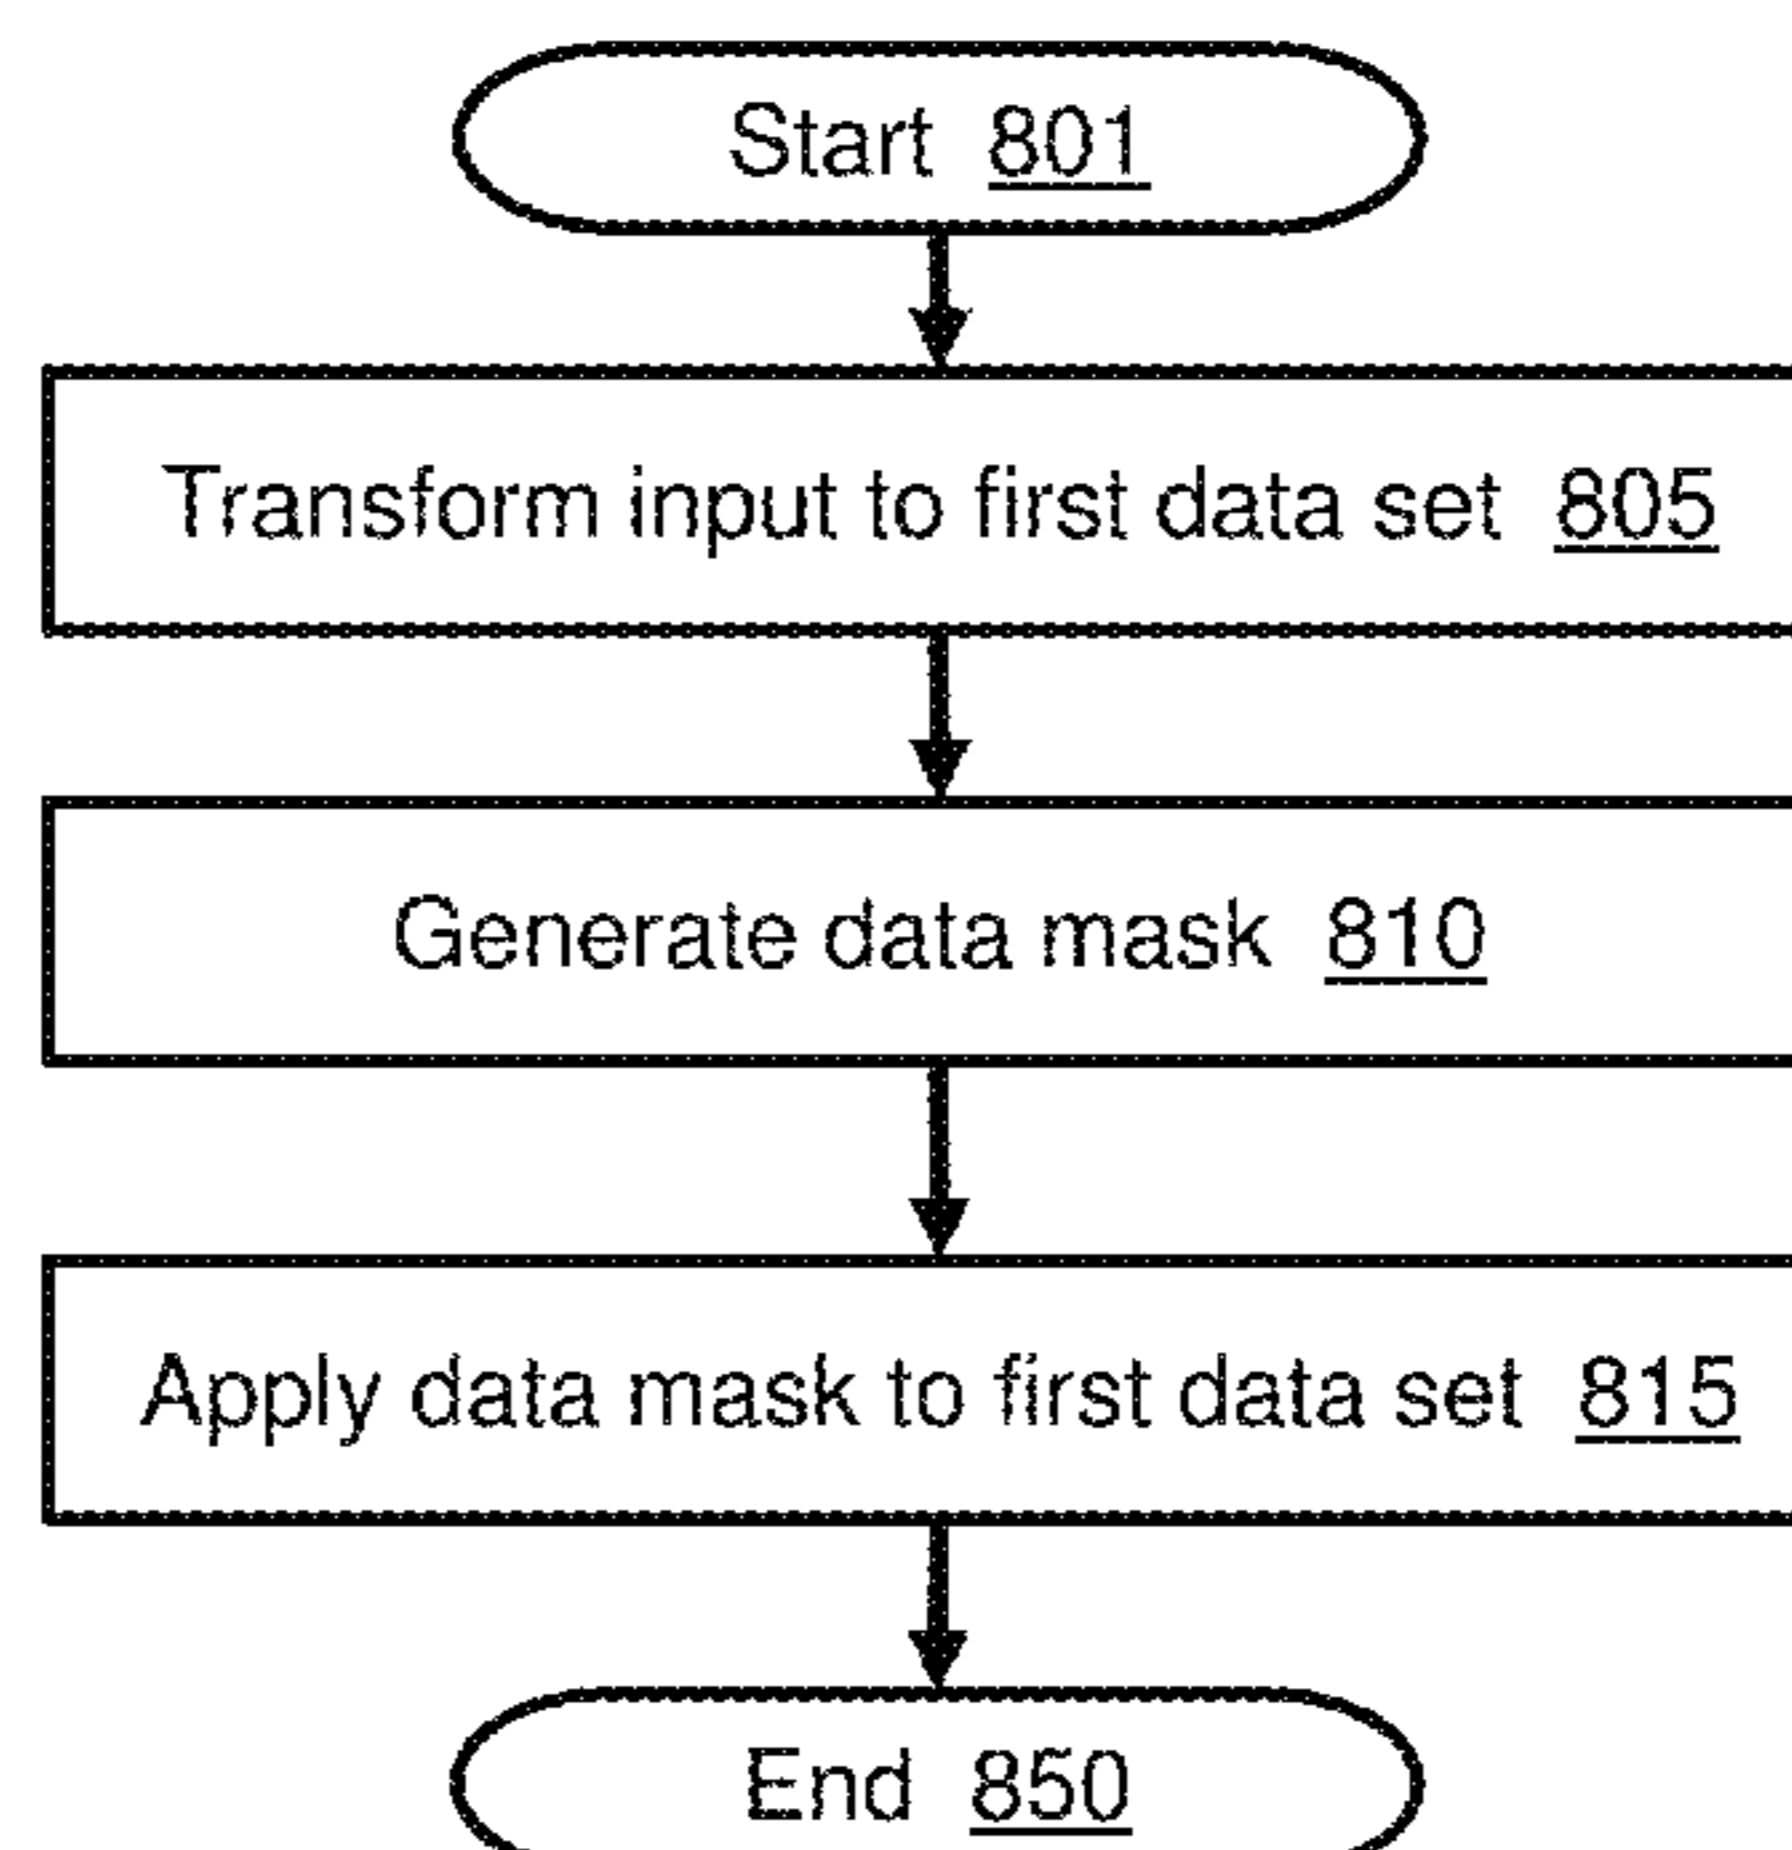 Start 801
Transform input to first data set 805
Generate data mask 810
Apply data mask to first data set 815
End 850